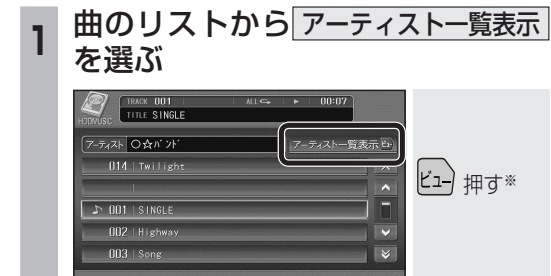 1
曲のリストから アーティスト一覧表示
を選ぶ
TRACK 001 ALL ▶ 00:07
HDDMUSIC
TITLE SINGLE
アーティスト ○☆バンド アーティスト一覧表示 ビュー
014 Twilight
♪ 001 SINGLE
002 Highway
003 Song
ビュー 押す※